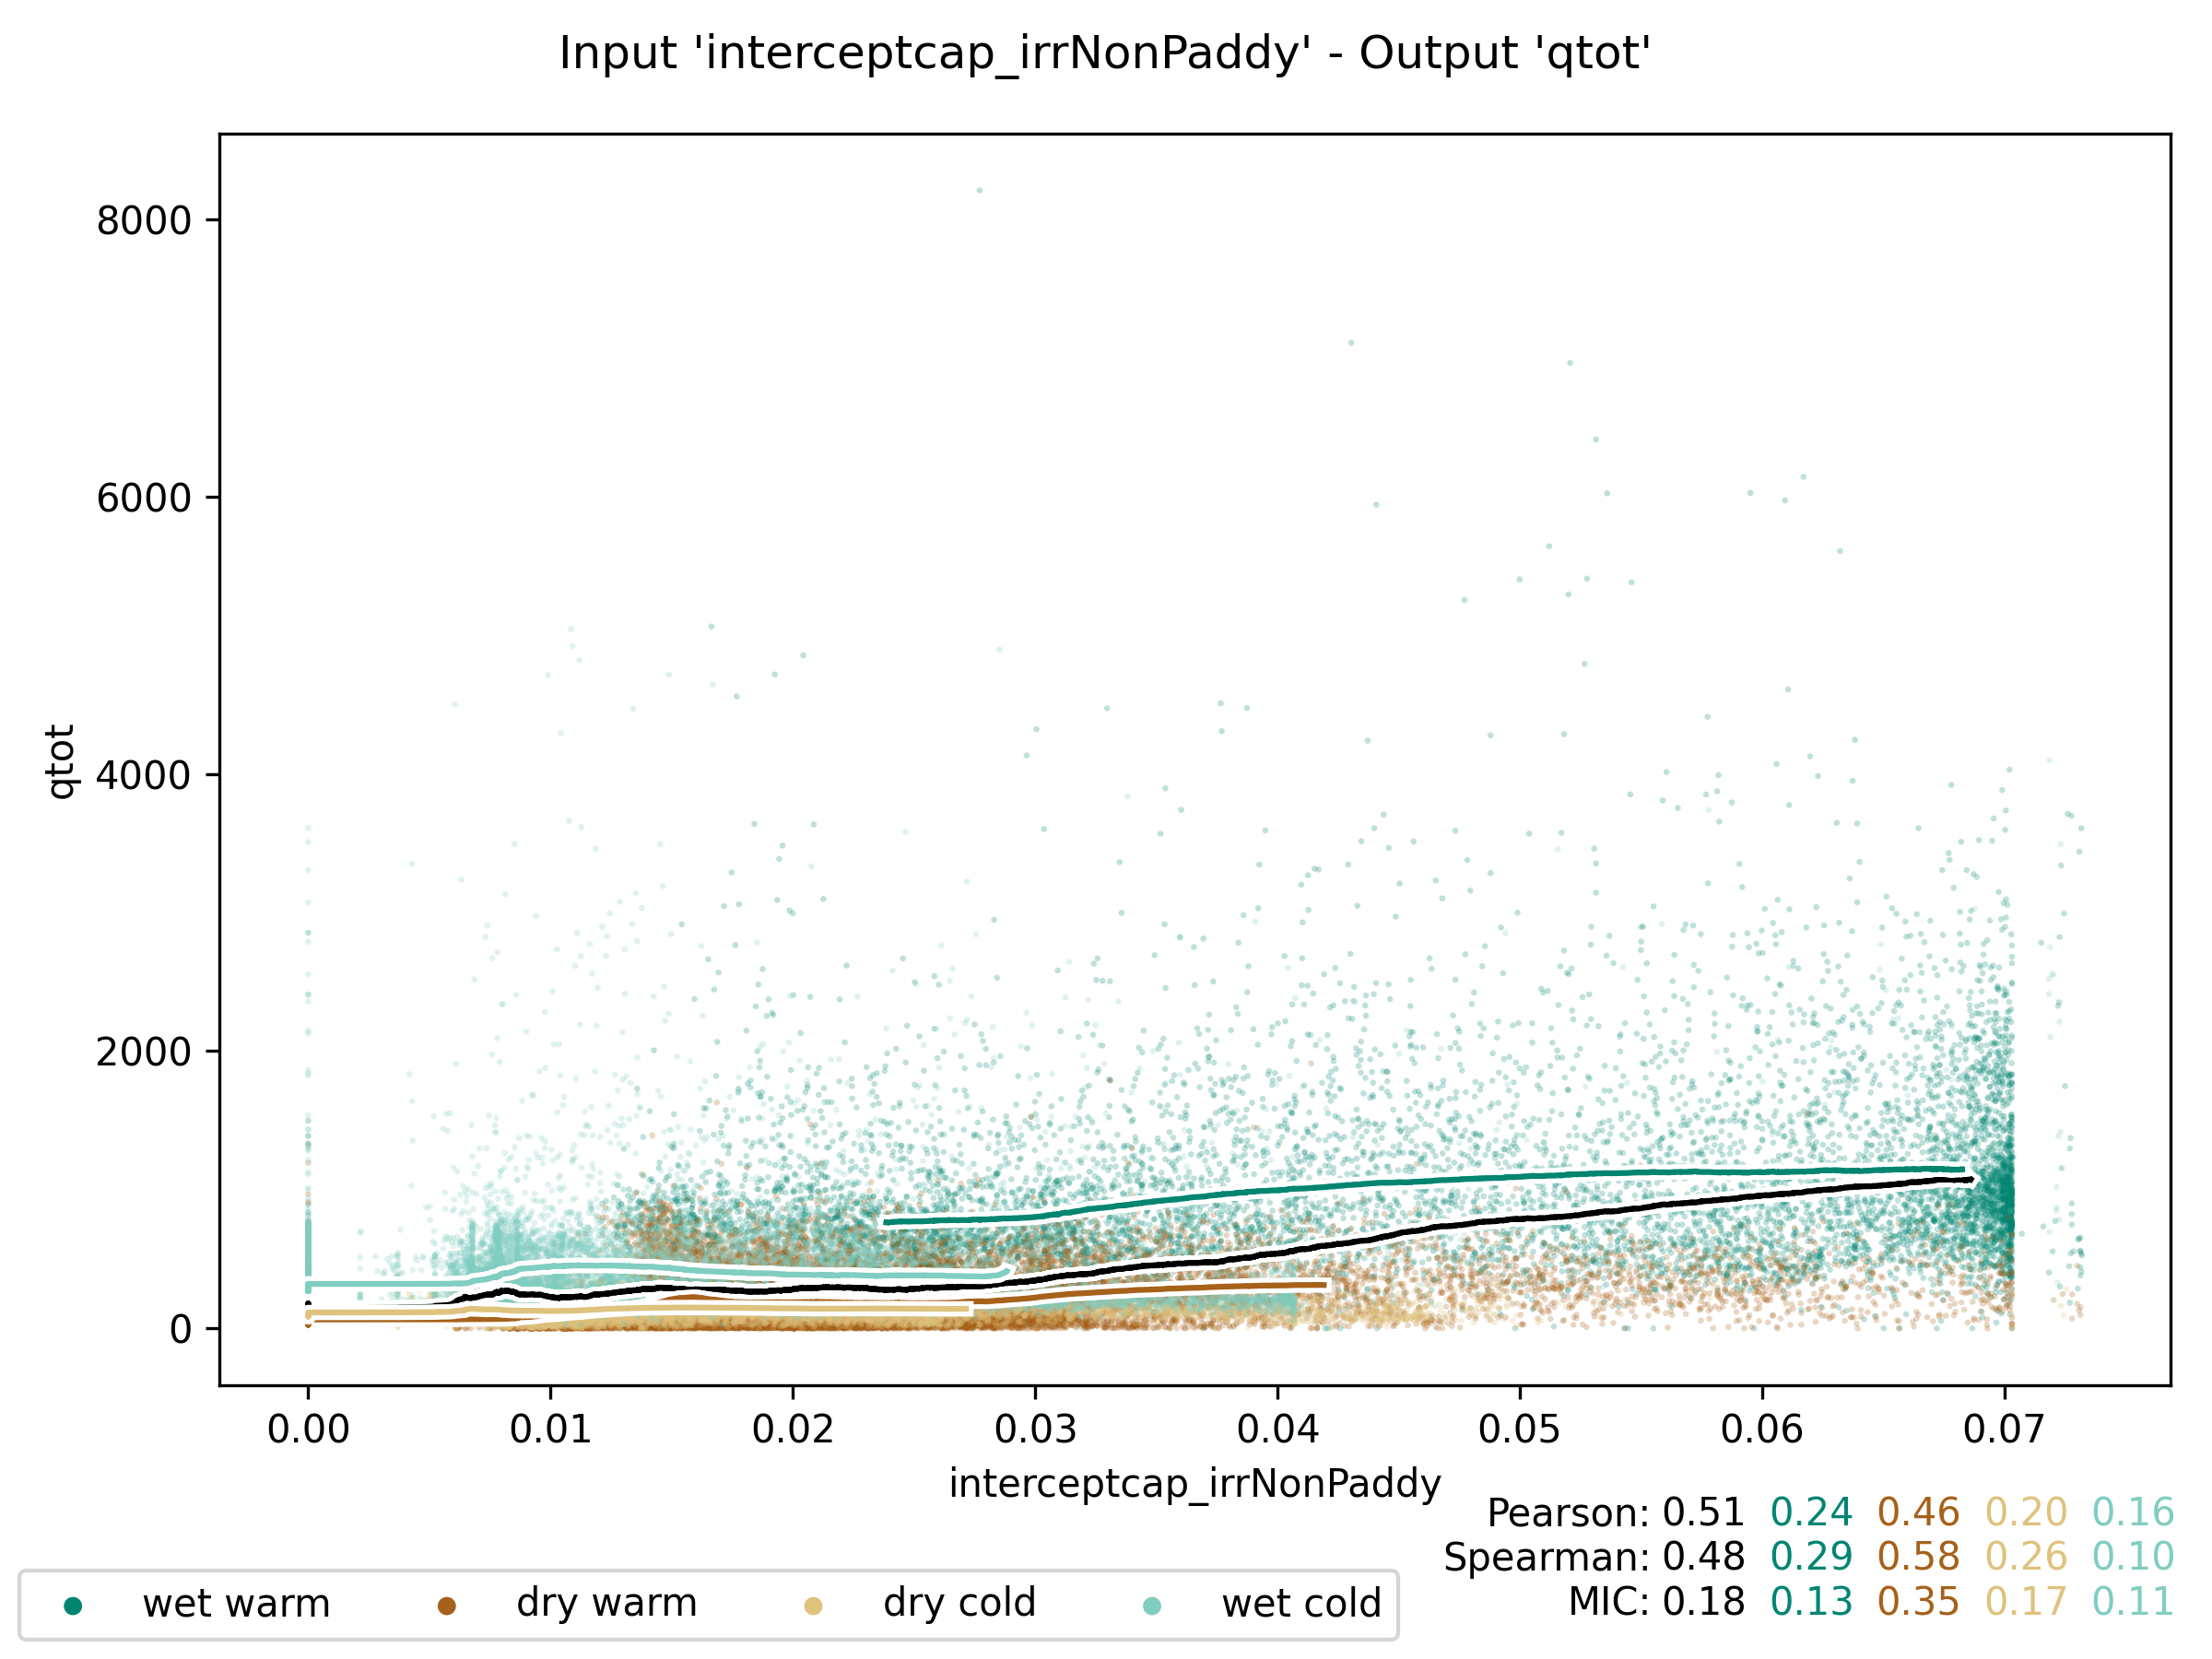 Input 'interceptcap_irrNonPaddy' - Output 'qtot'
qtot
8000
6000
4000
2000
0
0.00 0.01 0.02 0.03 0.04 0.05 0.06 0.07
interceptcap_irrNonPaddy
Pearson: 0.51 0.24 0.46 0.20 0.16
Spearman: 0.48 0.29 0.58 0.26 0.10
MIC: 0.18 0.13 0.35 0.17 0.11
wet warm dry warm dry cold wet cold